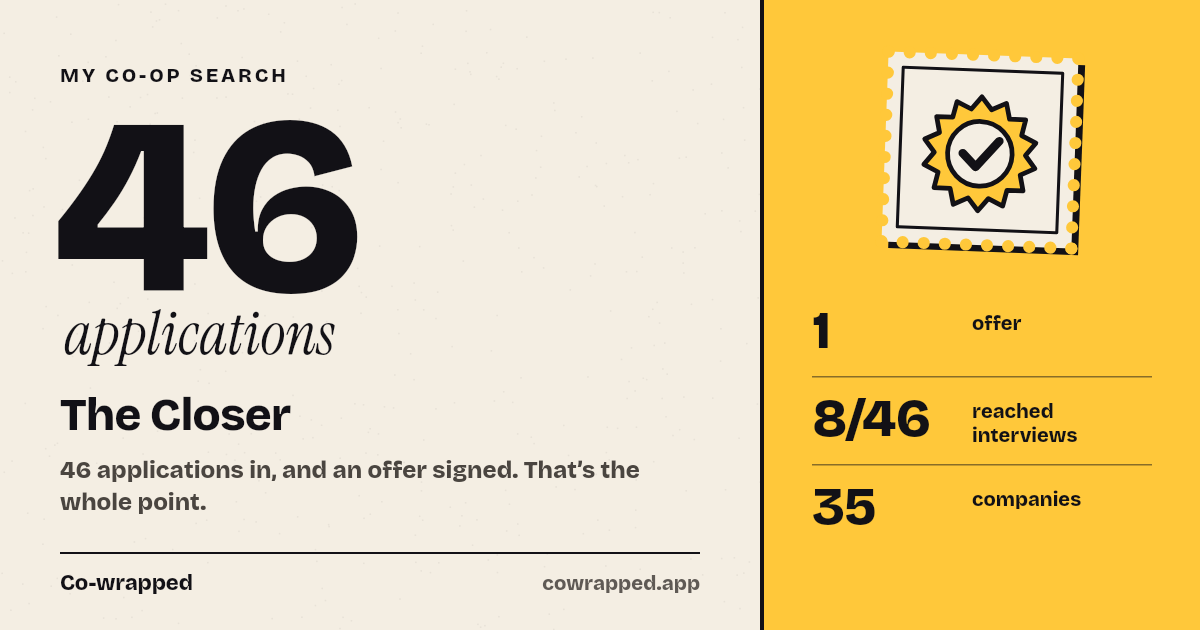 MY CO-OP SEARCH
46
applications
The Closer
46 applications in, and an offer signed. That's the
whole point.
Co-wrapped
cowrapped.app
1 offer
8/46 reached
interviews
35 companies